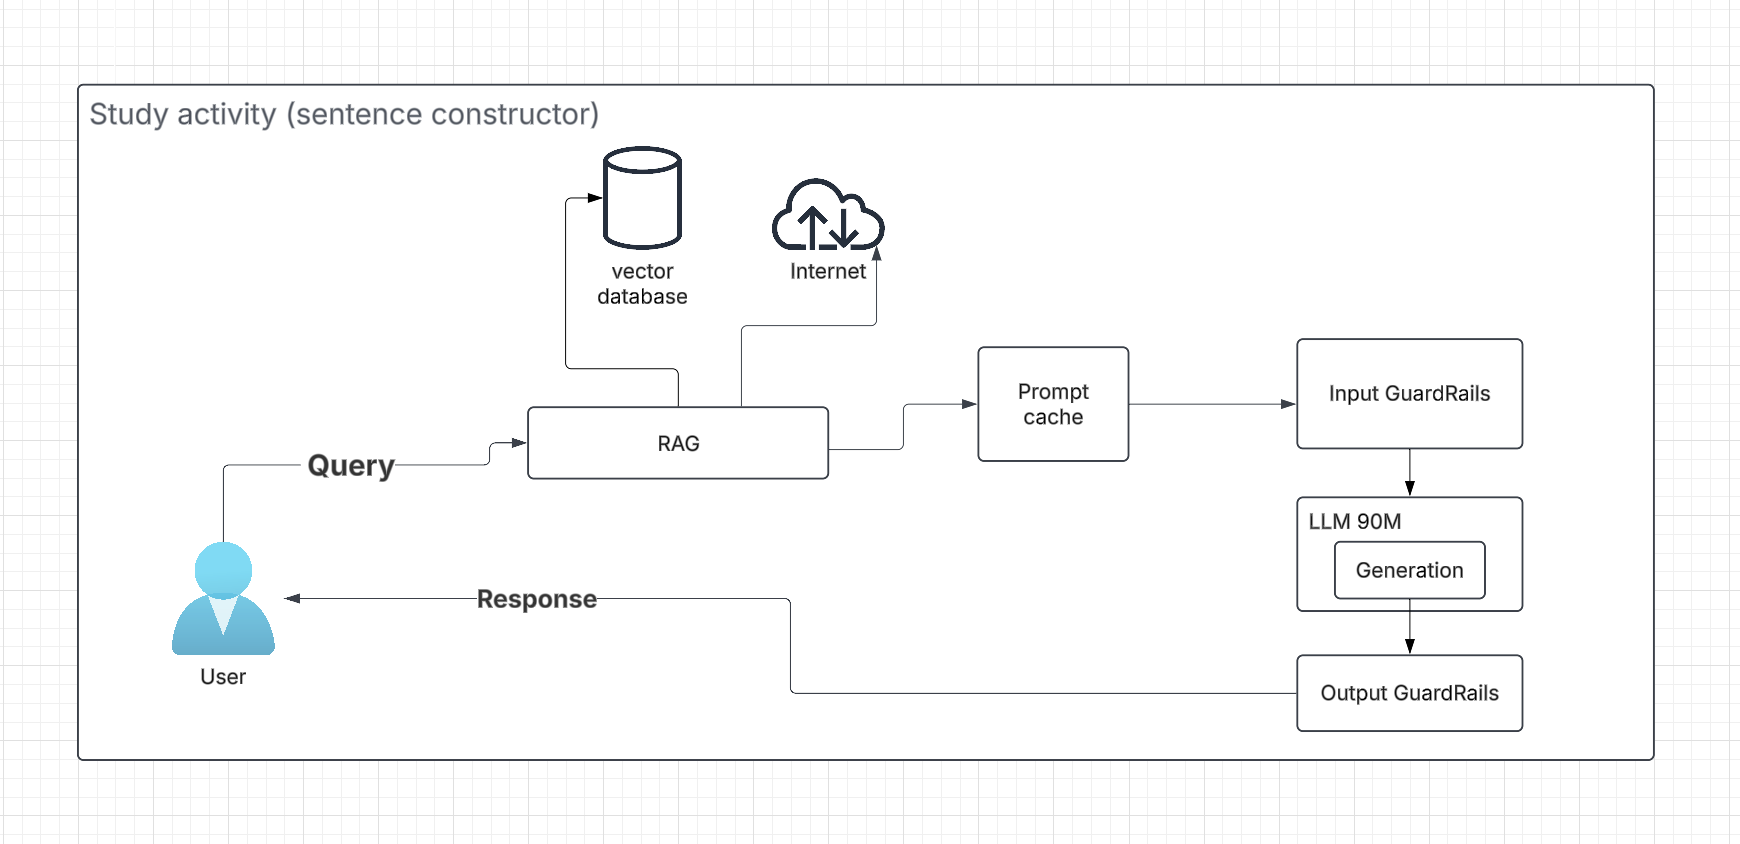 Study activity (sentence constructor)
vector
database
Internet
Prompt
cache
Input GuardRails
RAG
Query
LLM 90M
Generation
Response
User
Output GuardRails